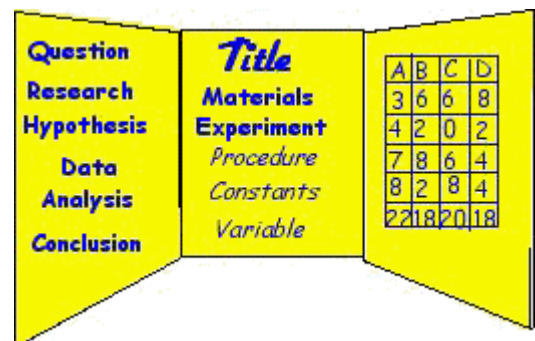 Question
Research
Hypothesis
Data
Analysis
Conclusion
Title
Materials
Experiment
Procedure
Constants
Variable
A B C D
3 6 6 8
4 2 0 2
7 8 6 4
8 2 8 4
22 18 20 18